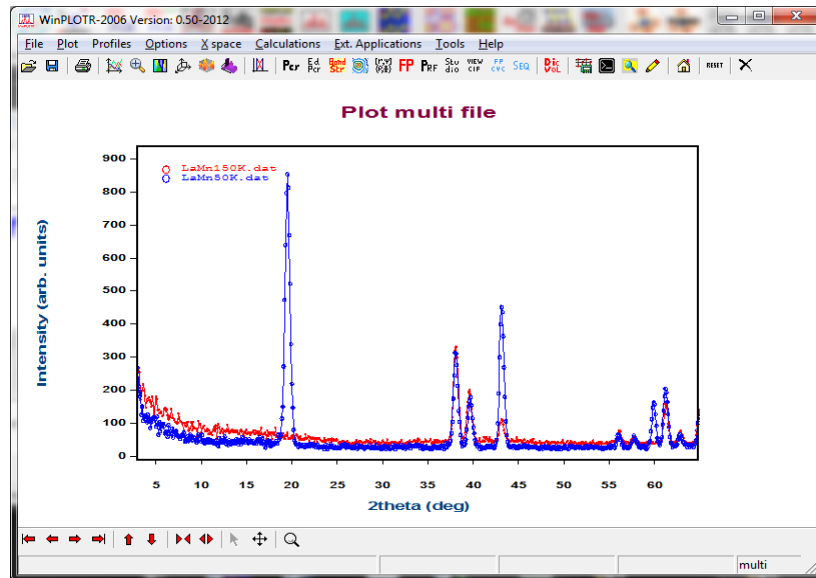 WinPLOTR-2006 Version: 0.50-2012
File Plot Profiles Options X space Calculations Ext. Applications Tools Help
Pcr Ed Pcr Bond Str FP PRF Stu dio VIEW CIF FP CYC SEQ Dic VOL RESET
Plot multi file
LaMn150K.dat
LaMn50K.dat
900
800
700
600
500
400
300
200
100
0
Intensity (arb. units)
5 10 15 20 25 30 35 40 45 50 55 60
2theta (deg)
multi